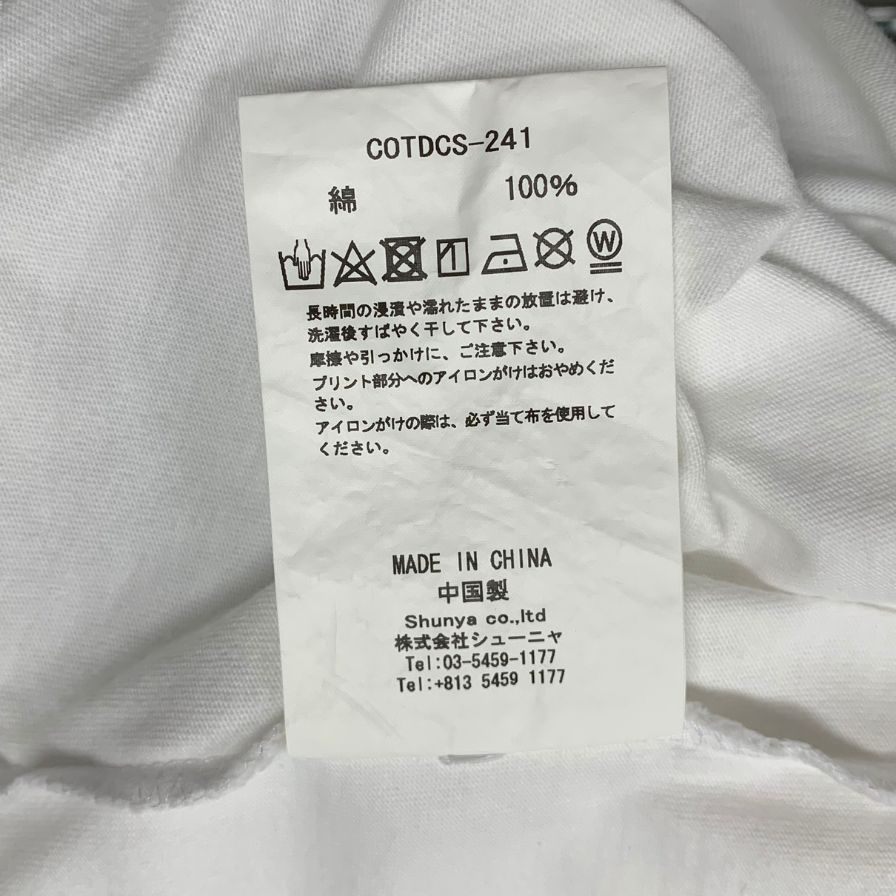 COTDCS-241
綿 100%
W
長時間の浸漬や濡れたままの放置は避け、
洗濯後すばやく干して下さい。
摩擦や引っかけに、ご注意下さい。
プリント部分へのアイロンがけはおやめくだ
さい。
アイロンがけの際は、必ず当て布を使用して
ください。
MADE IN CHINA
中国製
Shunya co.,ltd
株式会社シューニャ
Tel:03-5459-1177
Tel:+813 5459 1177